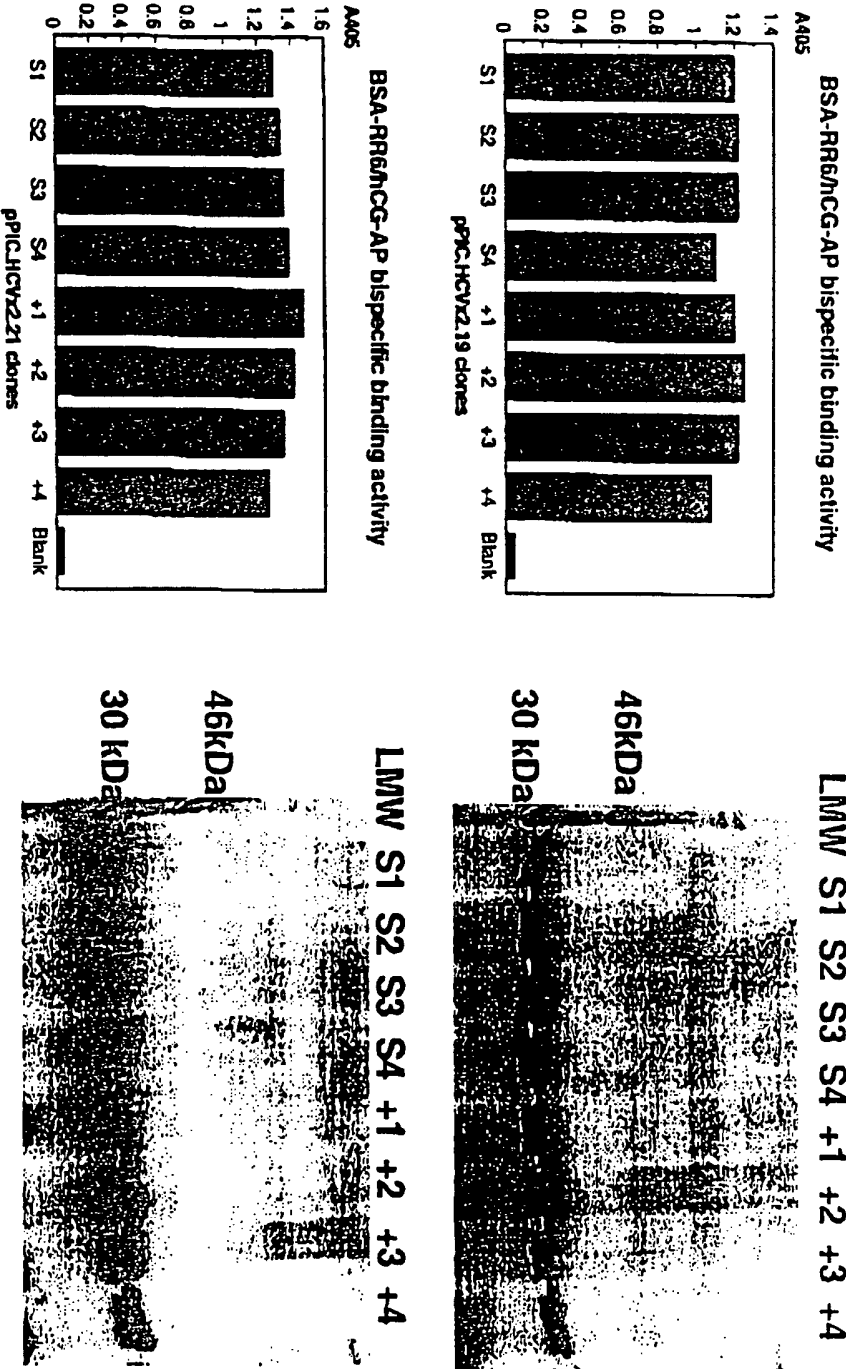 BSA-RR6/hCG-AP bispecific binding activity
A405
1.4
1.2
1
0.8
0.6
0.4
0.2
0
S1 S2 S3 S4 +1 +2 +3 +4 Blank
pPIC.HCVx2.19 clones
LMW S1 S2 S3 S4 +1 +2 +3 +4
46kDa
30 kDa
BSA-RR6/hCG-AP bispecific binding activity
A405
1.6
1.4
1.2
1
0.8
0.6
0.4
0.2
0
S1 S2 S3 S4 +1 +2 +3 +4 Blank
pPIC.HCVx2.21 clones
LMW S1 S2 S3 S4 +1 +2 +3 +4
46kDa
30 kDa